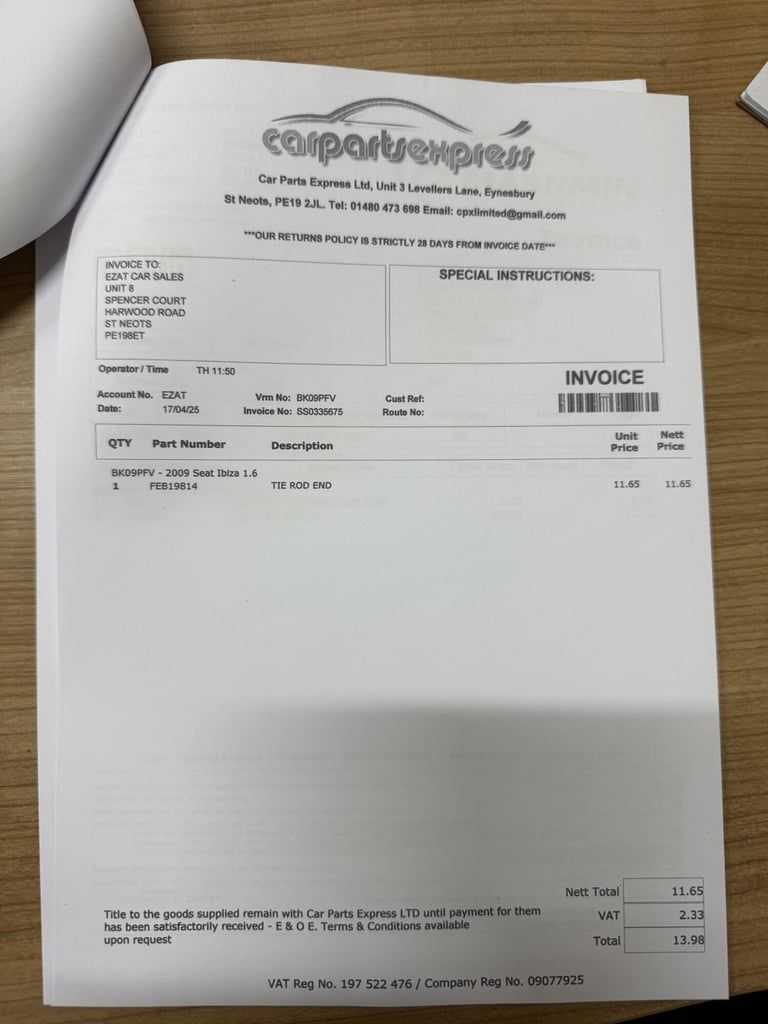 carpartsexpress
Car Parts Express Ltd, Unit 3 Levellers Lane, Eynesbury
St Neots, PE19 2JL. Tel: 01480 473 698 Email: cpxlimited@gmail.com
***OUR RETURNS POLICY IS STRICTLY 28 DAYS FROM INVOICE DATE***
INVOICE TO:
EZAT CAR SALES
UNIT 8
SPENCER COURT
HARWOOD ROAD
ST NEOTS
PE198ET
SPECIAL INSTRUCTIONS:
Operator / Time TH 11:50
INVOICE
Account No. EZAT Vrm No: BK09PFV Cust Ref:
Date: 17/04/25 Invoice No: SS0335675 Route No:
QTY Part Number Description Unit Price Nett Price
BK09PFV - 2009 Seat Ibiza 1.6
1 FEB19814 TIE ROD END 11.65 11.65
Nett Total 11.65
VAT 2.33
Total 13.98
Title to the goods supplied remain with Car Parts Express LTD until payment for them
has been satisfactorily received - E & O E. Terms & Conditions available
upon request
VAT Reg No. 197 522 476 / Company Reg No. 09077925